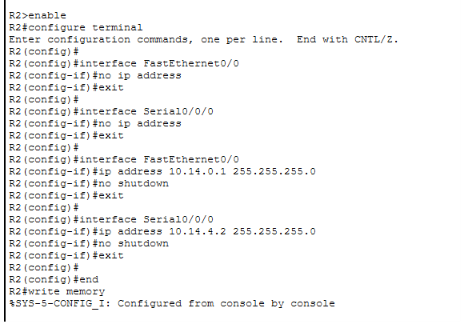 R2>enable
R2#configure terminal
Enter configuration commands, one per line.  End with CNTL/Z.
R2(config)#
R2(config)#interface FastEthernet0/0
R2(config-if)#no ip address
R2(config-if)#exit
R2(config)#
R2(config)#interface Serial0/0/0
R2(config-if)#no ip address
R2(config-if)#exit
R2(config)#
R2(config)#interface FastEthernet0/0
R2(config-if)#ip address 10.14.0.1 255.255.255.0
R2(config-if)#no shutdown
R2(config-if)#exit
R2(config)#
R2(config)#interface Serial0/0/0
R2(config-if)#ip address 10.14.4.2 255.255.255.0
R2(config-if)#no shutdown
R2(config-if)#exit
R2(config)#
R2(config)#end
R2#write memory
%SYS-5-CONFIG_I: Configured from console by console